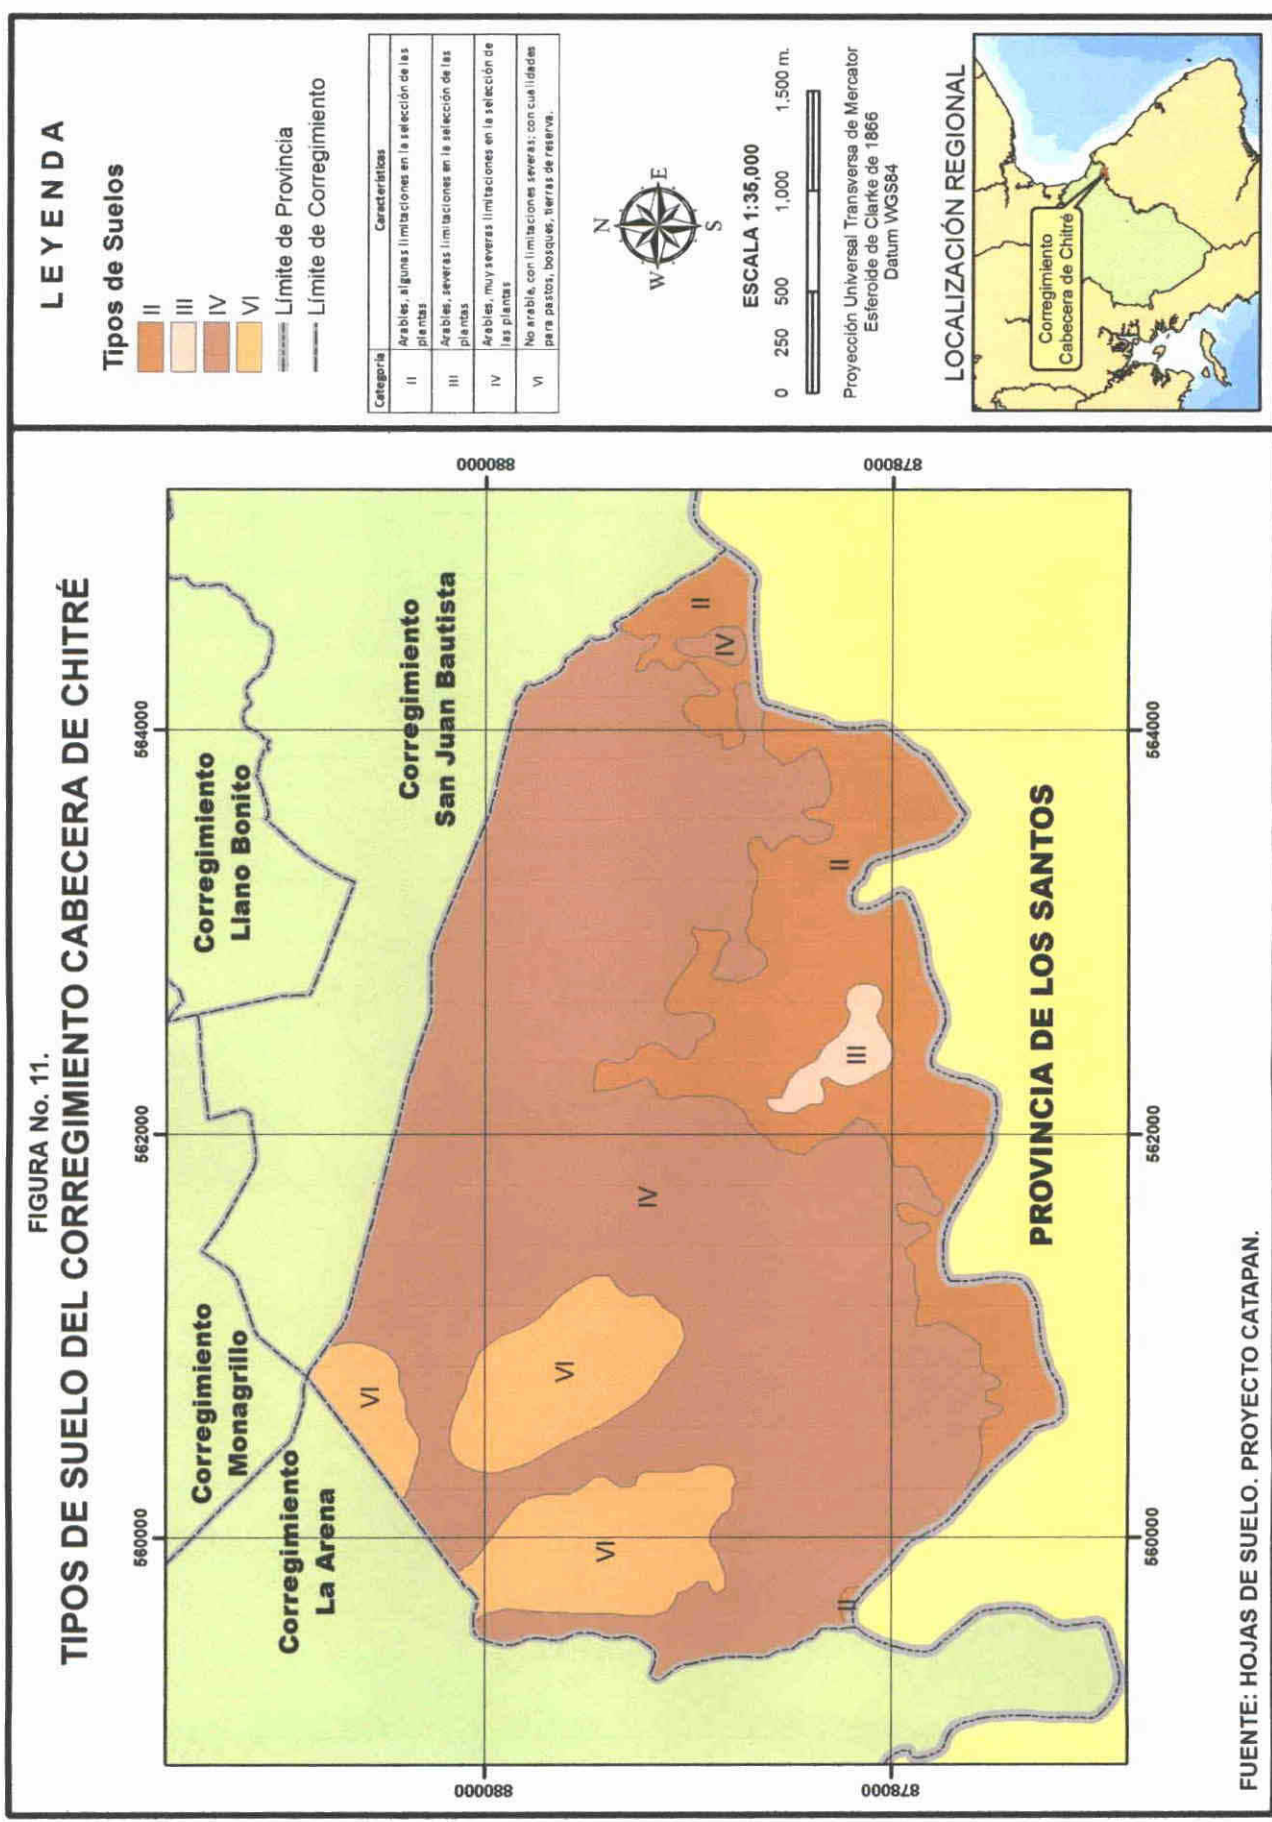 FIGURA No. 11.
TIPOS DE SUELO DEL CORREGIMIENTO CABECERA DE CHITRÉ
560000
562000
564000
Corregimiento
Monagrillo
Corregimiento
Llano Bonito
Corregimiento
La Arena
Corregimiento
San Juan Bautista
880000
880000
VI
VI
VI
IV
IV
II
II
III
II
878000
878000
PROVINCIA DE LOS SANTOS
560000
562000
564000
FUENTE: HOJAS DE SUELO. PROYECTO CATAPAN.
LEYENDA
Tipos de Suelos
II
III
IV
VI
Límite de Provincia
Límite de Corregimiento
Categoría Características
II Arables, algunas limitaciones en la selección de las
plantas
III Arables, severas limitaciones en la selección de las
plantas
IV Arables, muy severas limitaciones en la selección de
las plantas
VI No arable, con limitaciones severas; con cualidades
para pastos, bosques, tierras de reserva.
N
W E
S
ESCALA 1:35,000
0 250 500 1,000 1.500 m.
Proyección Universal Transversa de Mercator
Esferoide de Clarke de 1866
Datum WGS84
LOCALIZACIÓN REGIONAL
Corregimiento
Cabecera de Chitré